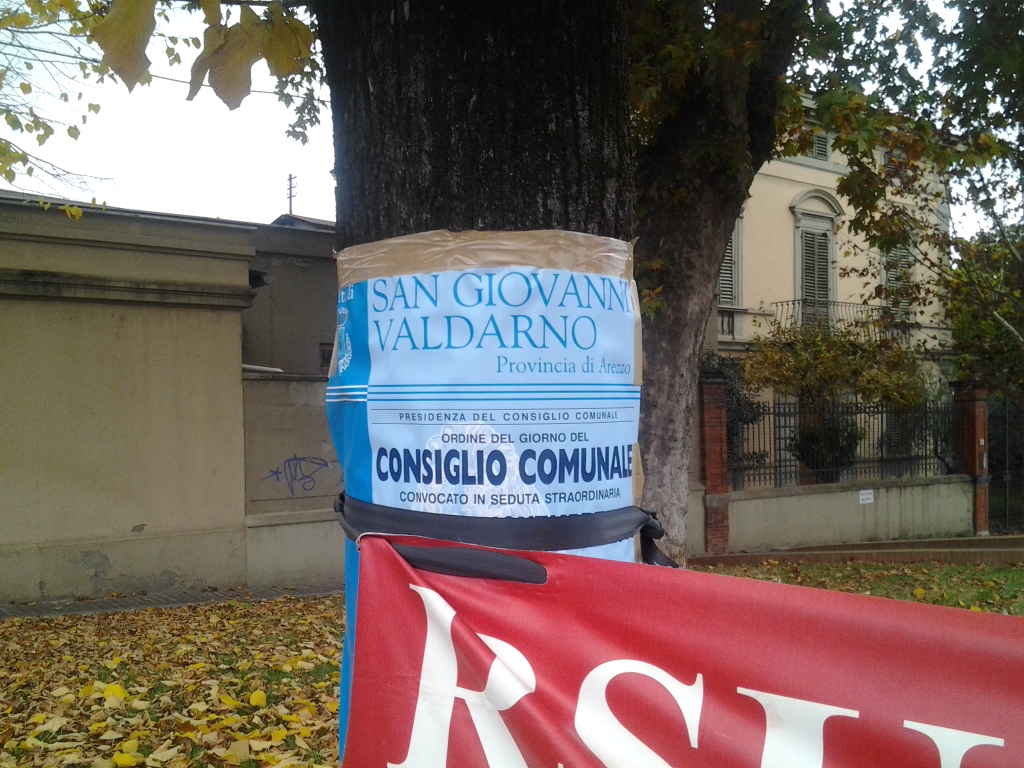 SAN GIOVANNI
VALDARNO
Provincia di Arezzo
PRESIDENZA DEL CONSIGLIO COMUNALE
ORDINE DEL GIORNO DEL
CONSIGLIO COMUNALE
CONVOCATO IN SEDUTA STRAORDINARIA
RSU